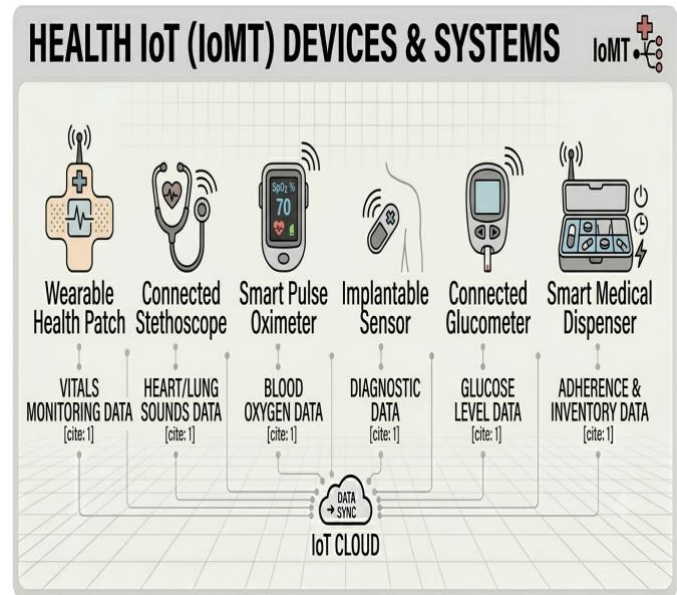 HEALTH IoT (IoMT) DEVICES & SYSTEMS
IoMT
SpO₂ %
70
Wearable
Health Patch
Connected
Stethoscope
Smart Pulse
Oximeter
Implantable
Sensor
Connected
Glucometer
Smart Medical
Dispenser
VITALS
MONITORING DATA
[cite: 1]
HEART/LUNG
SOUNDS DATA
[cite: 1]
BLOOD
OXYGEN DATA
[cite: 1]
DIAGNOSTIC
DATA
[cite: 1]
GLUCOSE
LEVEL DATA
[cite: 1]
ADHERENCE &
INVENTORY DATA
[cite: 1]
DATA
→ SYNC
IoT CLOUD